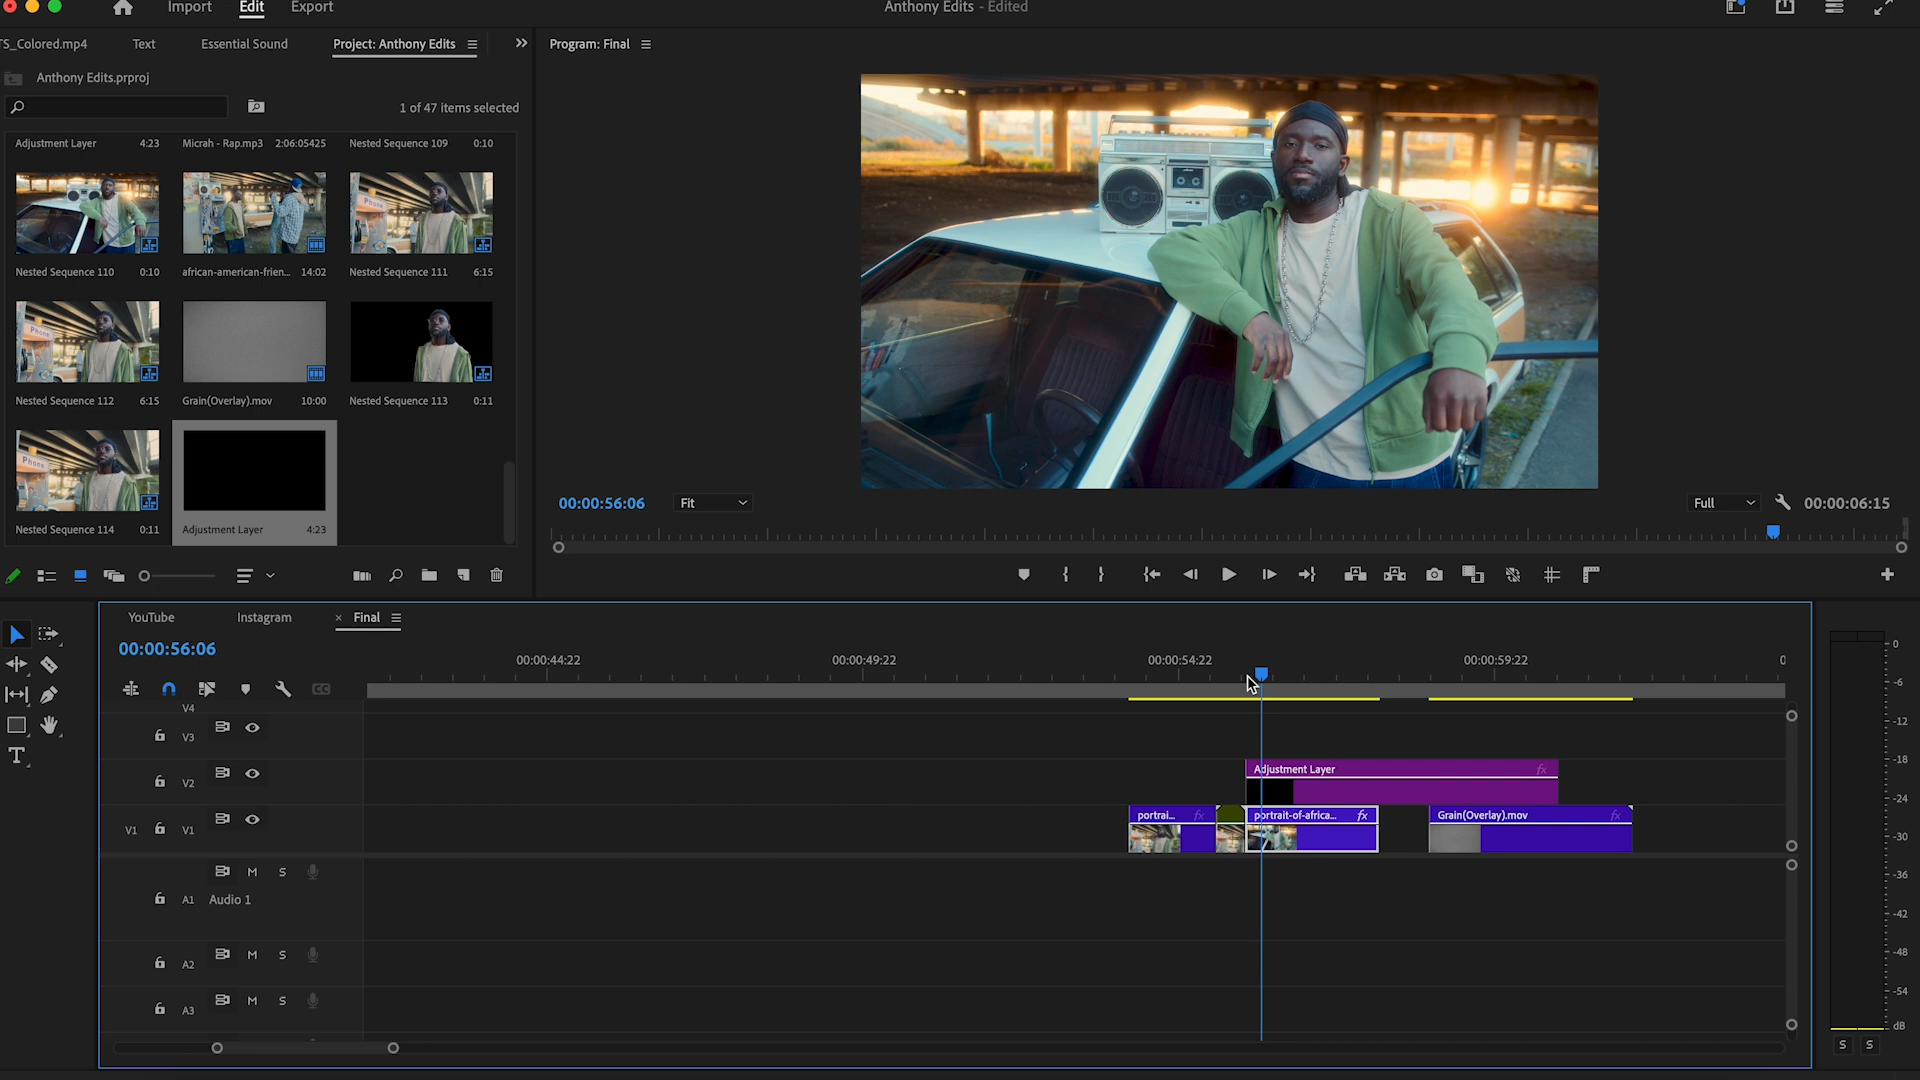 Import
Edit
Export
Anthony Edits - Edited
TS_Colored.mp4
Text
Essential Sound
Project: Anthony Edits
Program: Final
Anthony Edits.prproj
1 of 47 items selected
Adjustment Layer 4:23
Micrah - Rap.mp3 2:06:05425
Nested Sequence 109 0:10
Nested Sequence 110 0:10
african-american-frien... 14:02
Nested Sequence 111 6:15
Phone
Nested Sequence 112 6:15
Grain(Overlay).mov 10:00
Nested Sequence 113 0:11
Phone
Nested Sequence 114 0:11
Adjustment Layer 4:23
00:00:56:06
Fit
Full
00:00:06:15
YouTube
Instagram
× Final
00:00:56:06
00:00:44:22
00:00:49:22
00:00:54:22
00:00:59:22
0
V4
V3
V2
V1 V1
Adjustment Layer fx
portrai... fx
portrait-of-africa... fx
Grain(Overlay).mov fx
M S
A1 Audio 1
A2 M S
A3 M S
0
-6
-12
-18
-24
-30
-36
-42
-48
-54
dB
S S